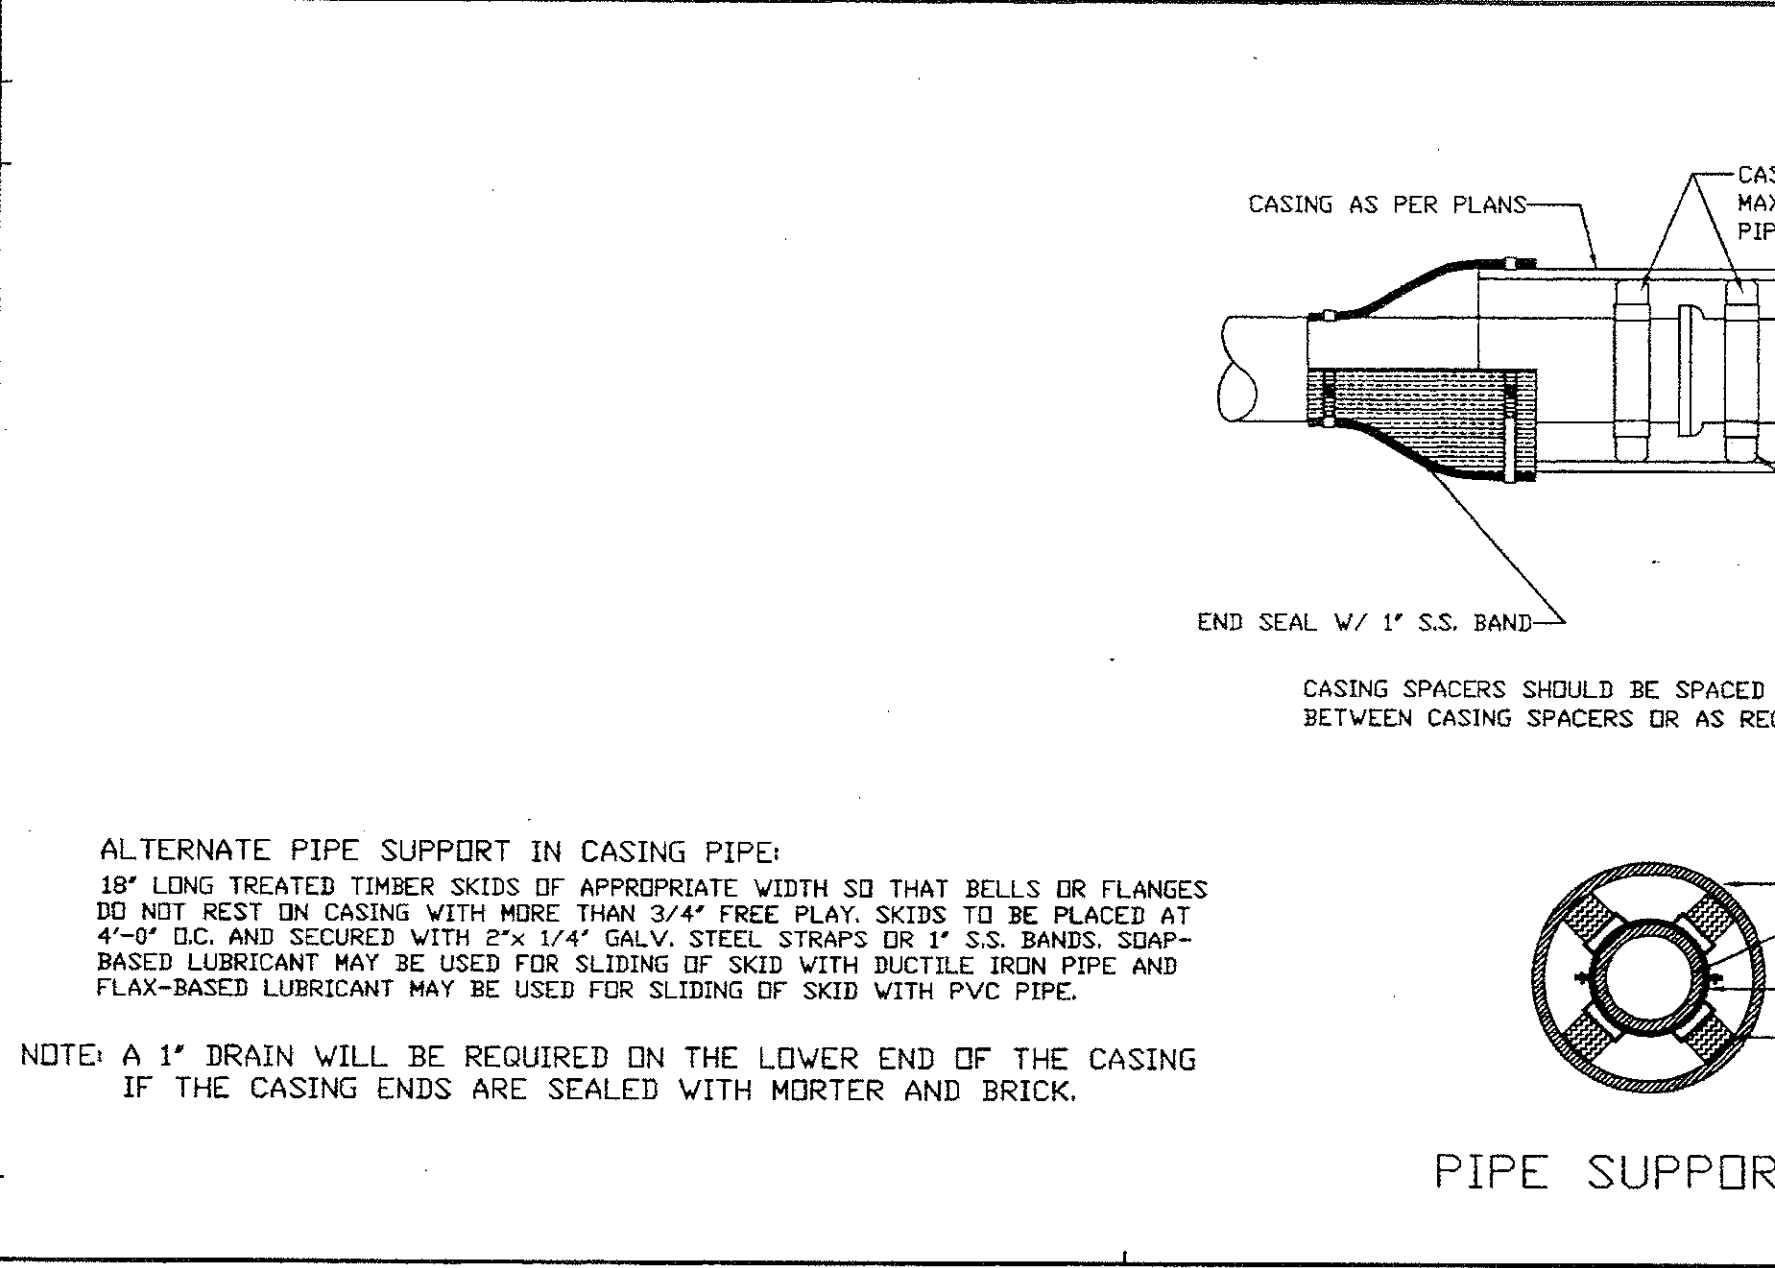 CAS
MAX
PIP
CASING AS PER PLANS
END SEAL W/ 1" S.S. BAND
CASING SPACERS SHOULD BE SPACED
BETWEEN CASING SPACERS OR AS REQ
ALTERNATE PIPE SUPPORT IN CASING PIPE:
18" LONG TREATED TIMBER SKIDS OF APPROPRIATE WIDTH SO THAT BELLS OR FLANGES
DO NOT REST ON CASING WITH MORE THAN 3/4" FREE PLAY. SKIDS TO BE PLACED AT
4'-0" O.C. AND SECURED WITH 2"x 1/4" GALV. STEEL STRAPS OR 1" S.S. BANDS. SOAP-
BASED LUBRICANT MAY BE USED FOR SLIDING OF SKID WITH DUCTILE IRON PIPE AND
FLAX-BASED LUBRICANT MAY BE USED FOR SLIDING OF SKID WITH PVC PIPE.
NOTE: A 1" DRAIN WILL BE REQUIRED ON THE LOWER END OF THE CASING
IF THE CASING ENDS ARE SEALED WITH MORTER AND BRICK.
PIPE SUPPOR